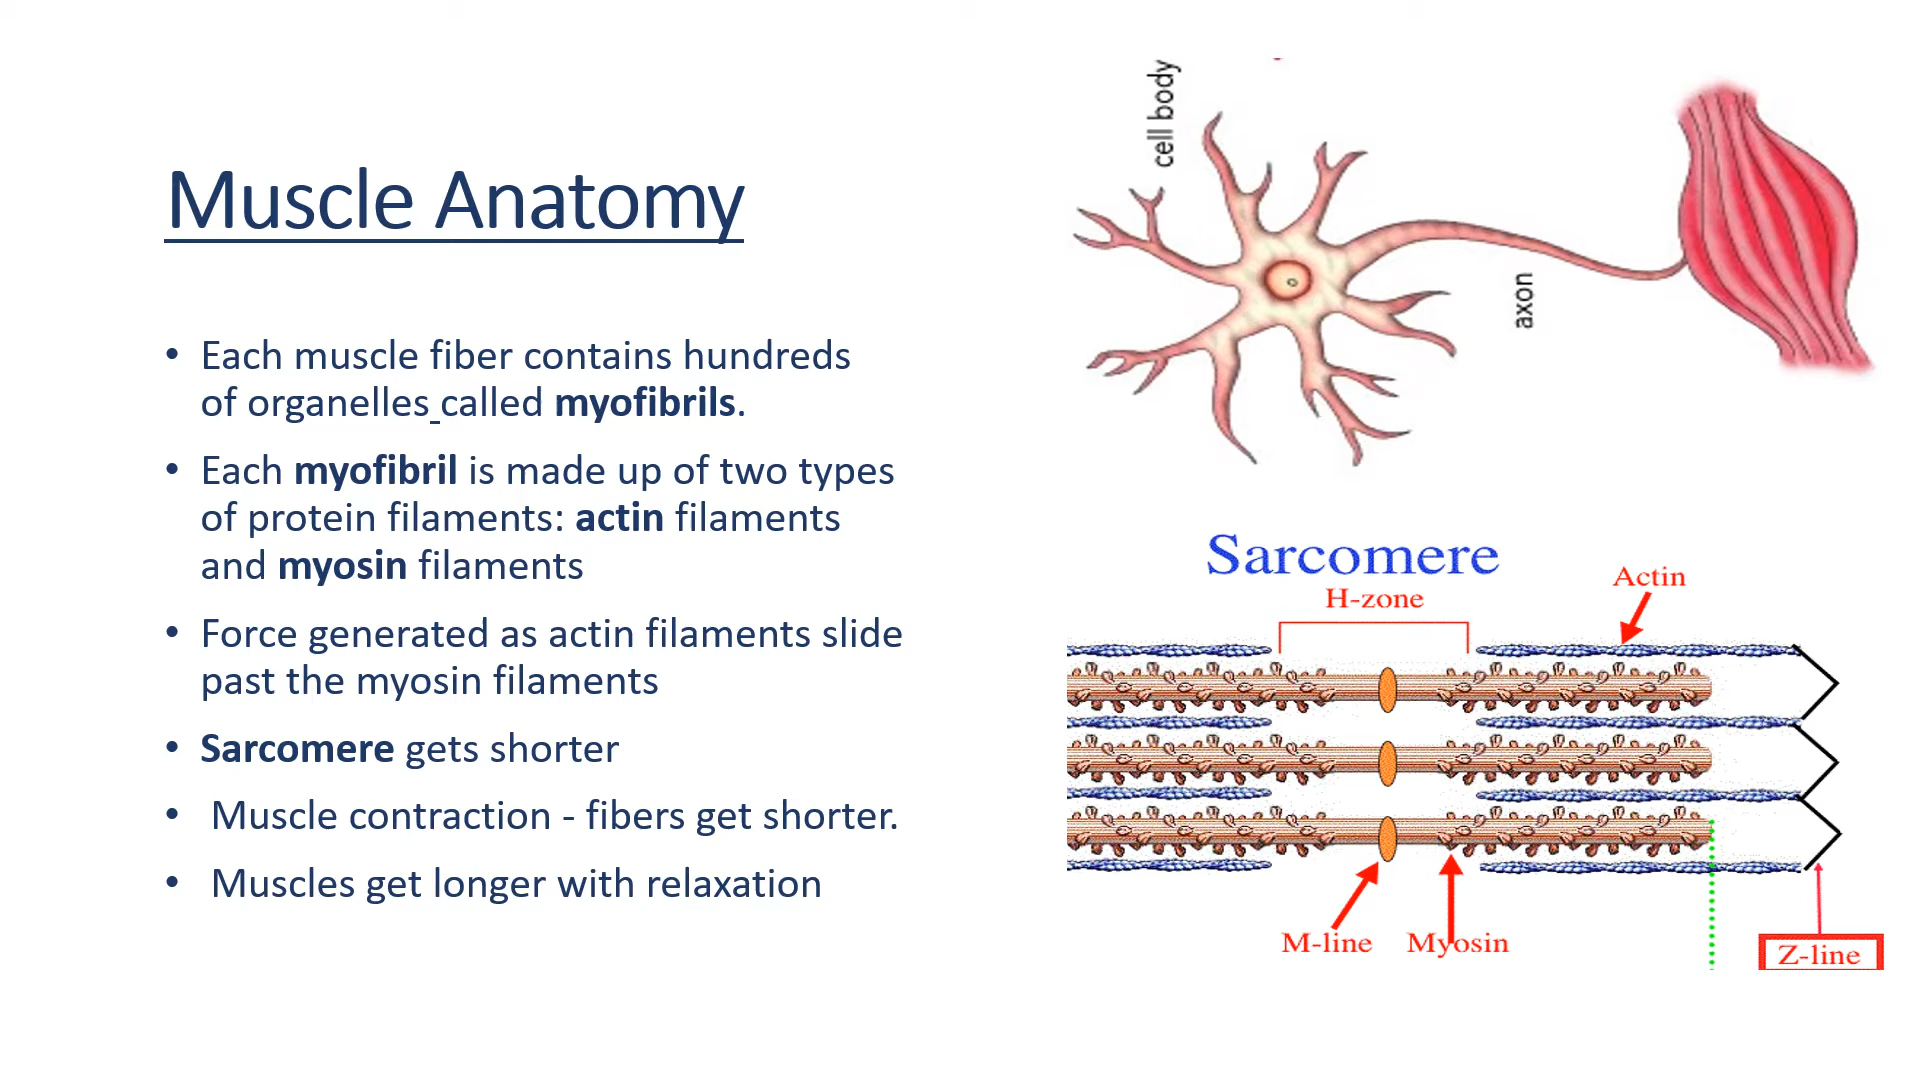 Muscle Anatomy
• Each muscle fiber contains hundreds
of organelles called myofibrils.
• Each myofibril is made up of two types
of protein filaments: actin filaments
and myosin filaments
• Force generated as actin filaments slide
past the myosin filaments
• Sarcomere gets shorter
• Muscle contraction - fibers get shorter.
• Muscles get longer with relaxation
cell body
axon
Sarcomere
H-zone
Actin
M-line
Myosin
Z-line